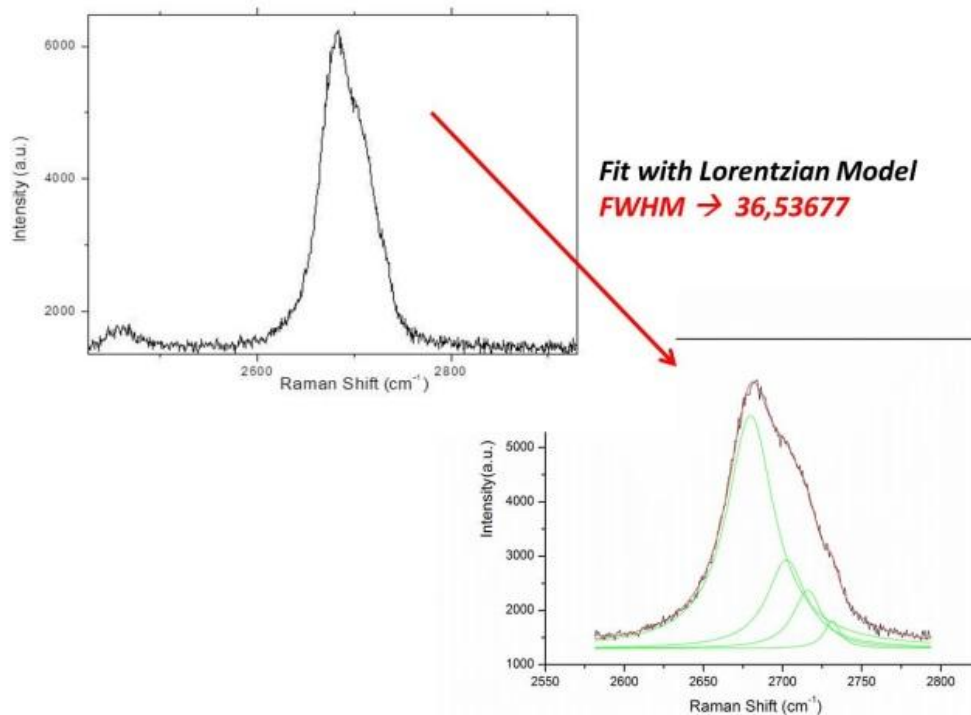 6000
4000
2000
Intensity (a.u.)
2600 2800
Raman Shift (cm⁻¹)
Fit with Lorentzian Model
FWHM → 36,53677
5000
4000
3000
2000
1000
Intensity(a.u.)
2550 2600 2650 2700 2750 2800
Raman Shift (cm⁻¹)